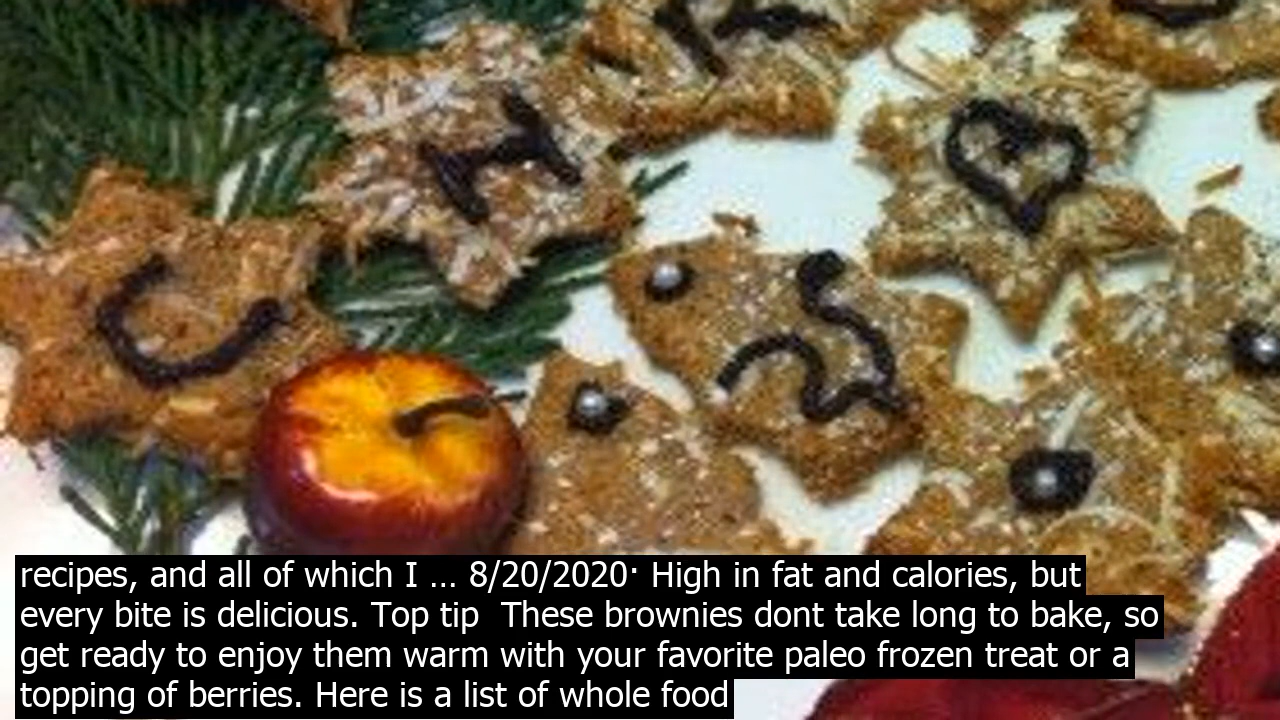 recipes, and all of which I ... 8/20/2020· High in fat and calories, but
every bite is delicious. Top tip  These brownies dont take long to bake, so
get ready to enjoy them warm with your favorite paleo frozen treat or a
topping of berries. Here is a list of whole food